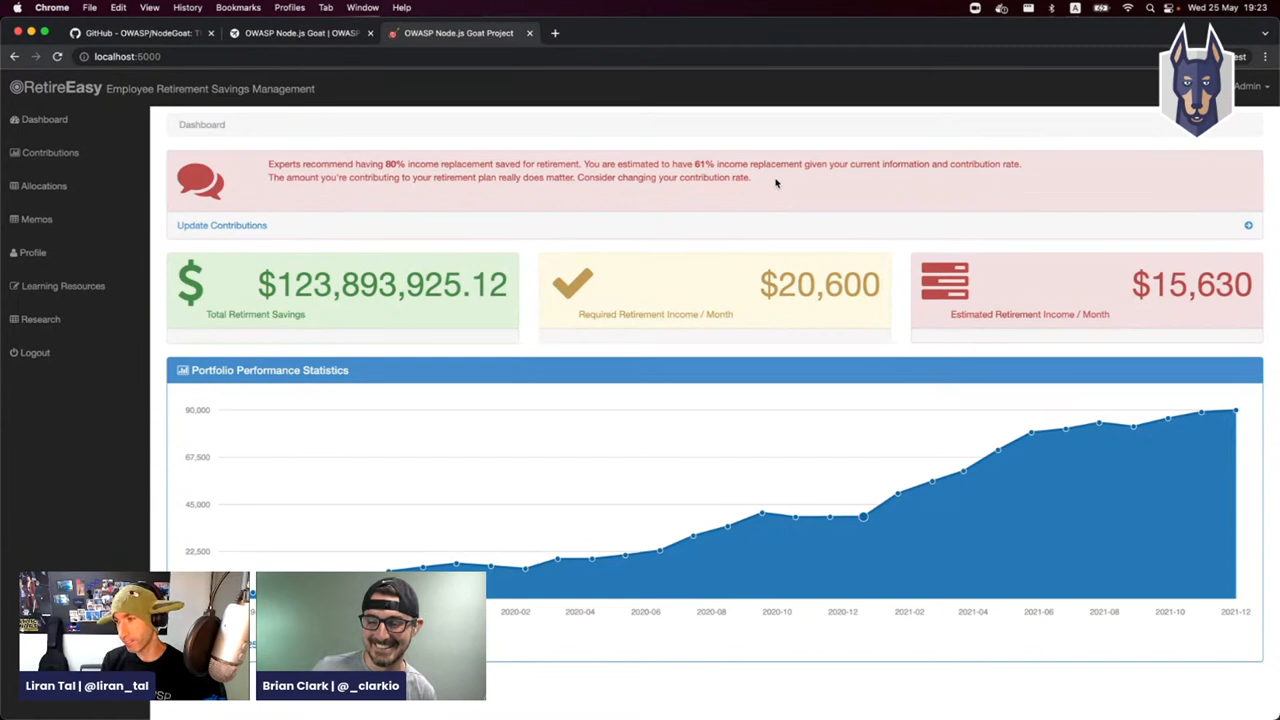 Chrome File Edit View History Bookmarks Profiles Tab Window Help
A
Wed 25 May 19:23
GitHub - OWASP/NodeGoat: T
OWASP Node.js Goat | OWASP
OWASP Node.js Goat Project
localhost:5000
RetireEasy Employee Retirement Savings Management
Admin
Dashboard
Contributions
Allocations
Memos
Profile
Learning Resources
Research
Logout
Dashboard
Experts recommend having 80% income replacement saved for retirement. You are estimated to have 61% income replacement given your current information and contribution rate.
The amount you're contributing to your retirement plan really does matter. Consider changing your contribution rate.
Update Contributions
$123,893,925.12
Total Retirment Savings
$20,600
Required Retirement Income / Month
$15,630
Estimated Retirement Income / Month
Portfolio Performance Statistics
90,000
67,500
45,000
22,500
2020-02 2020-04 2020-06 2020-08 2020-10 2020-12 2021-02 2021-04 2021-06 2021-08 2021-10 2021-12
Liran Tal | @liran_tal
Brian Clark | @_clarkio